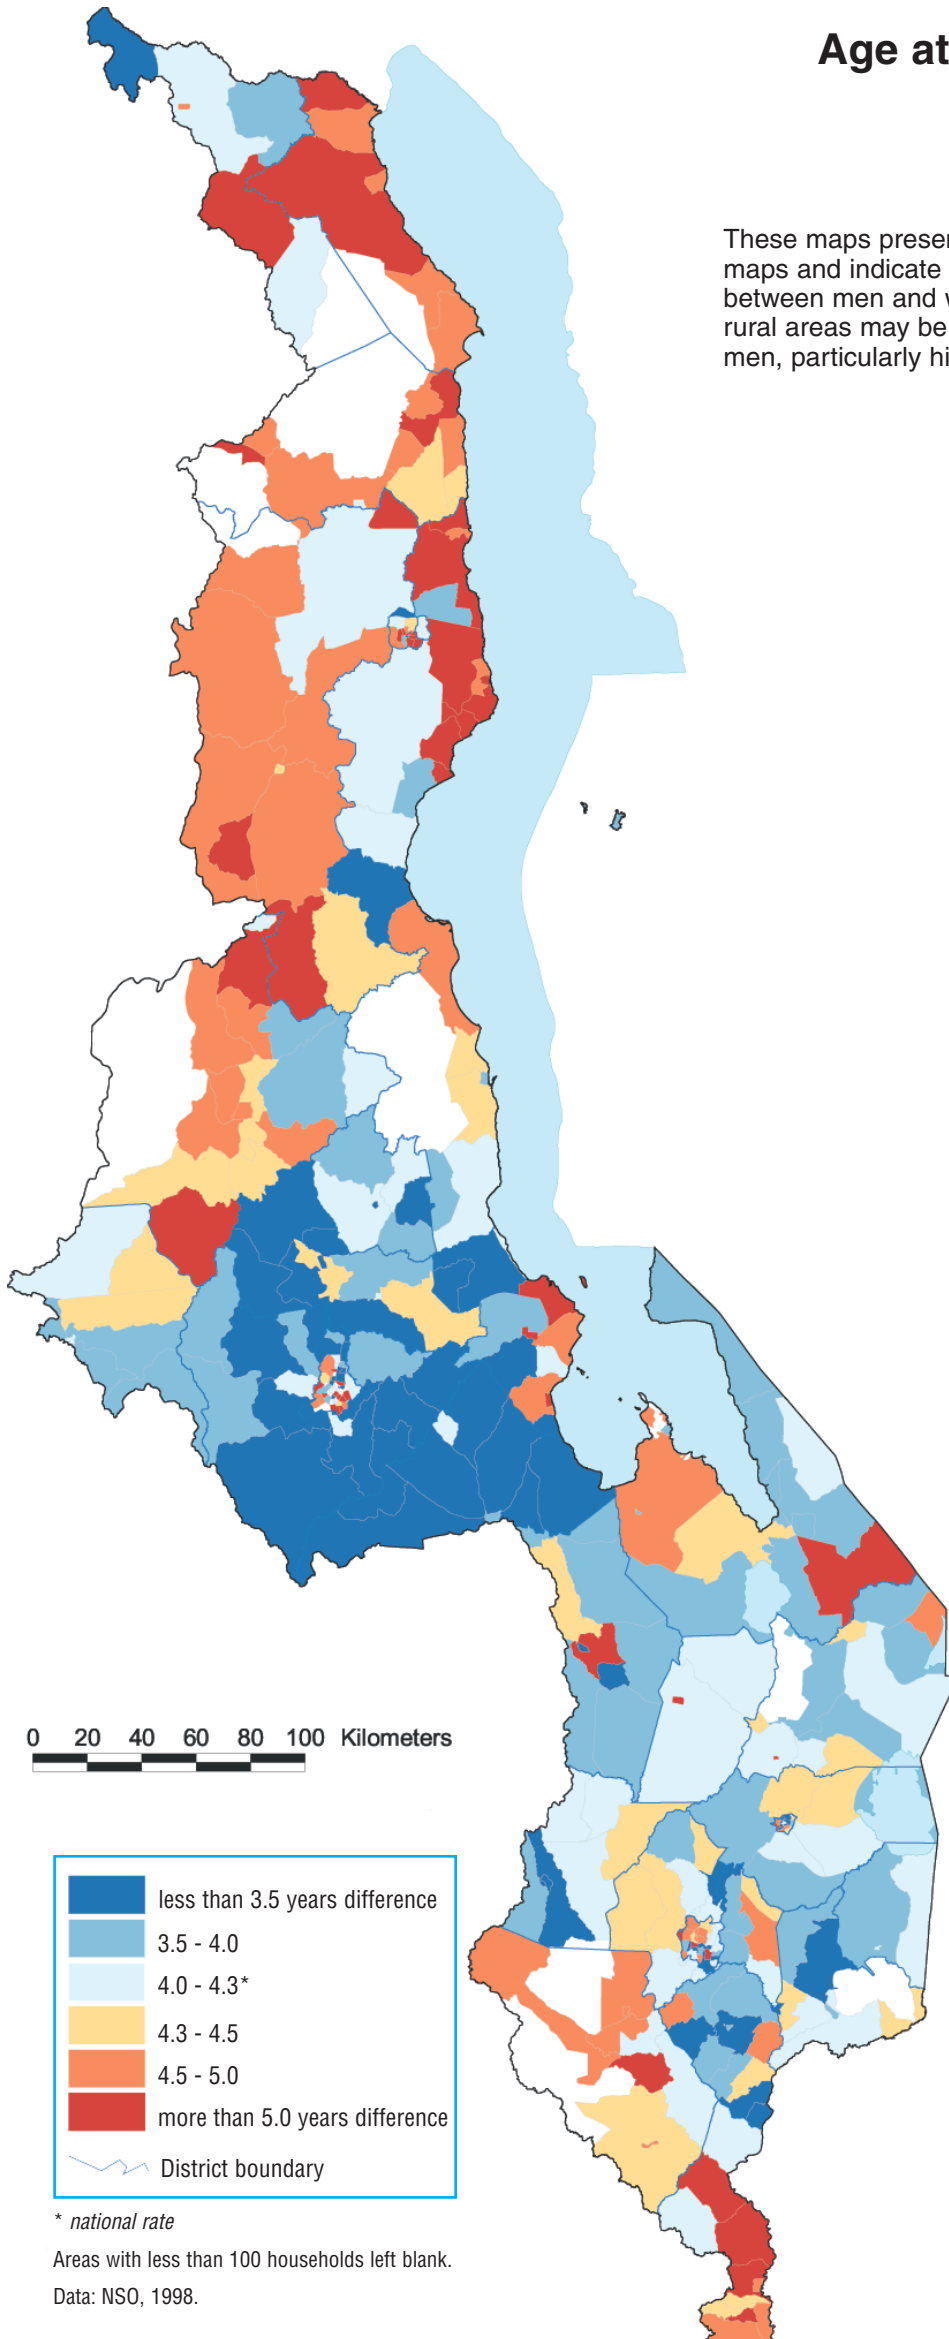 Age at
These maps presen
maps and indicate
between men and w
rural areas may be
men, particularly hi
0 20 40 60 80 100 Kilometers
less than 3.5 years difference
3.5 - 4.0
4.0 - 4.3*
4.3 - 4.5
4.5 - 5.0
more than 5.0 years difference
District boundary
* national rate
Areas with less than 100 households left blank.
Data: NSO, 1998.